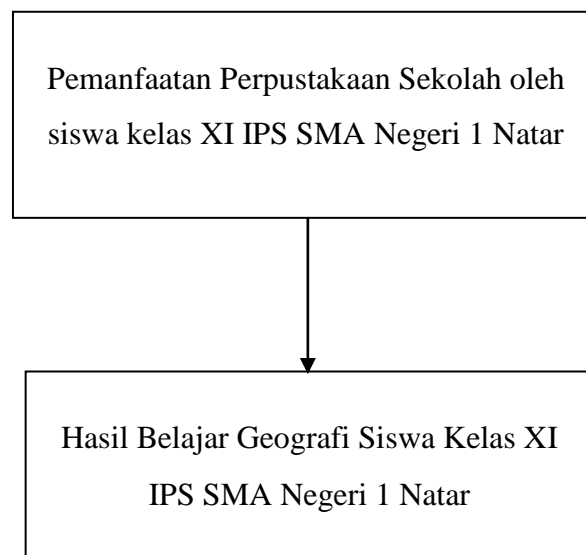 Pemanfaatan Perpustakaan Sekolah oleh
siswa kelas XI IPS SMA Negeri 1 Natar
Hasil Belajar Geografi Siswa Kelas XI
IPS SMA Negeri 1 Natar